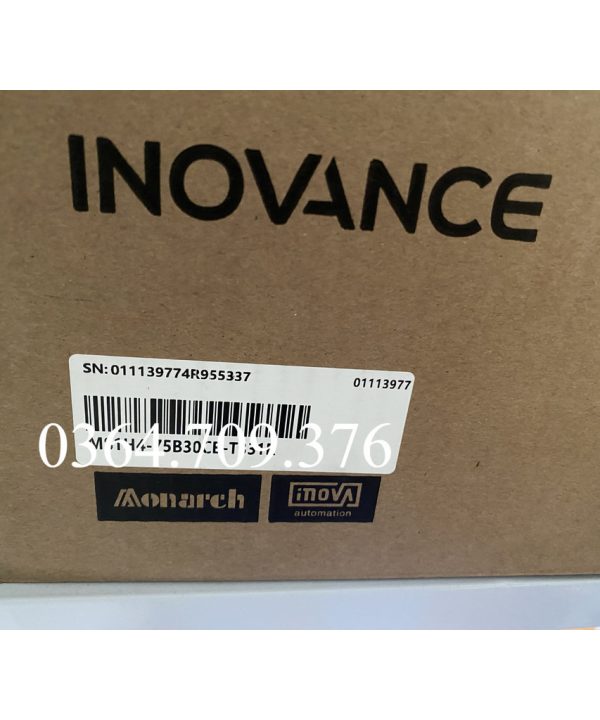 INOVANCE
SN: 011139774R955337
01113977
0364.709.376
Monarch
inovA
automation